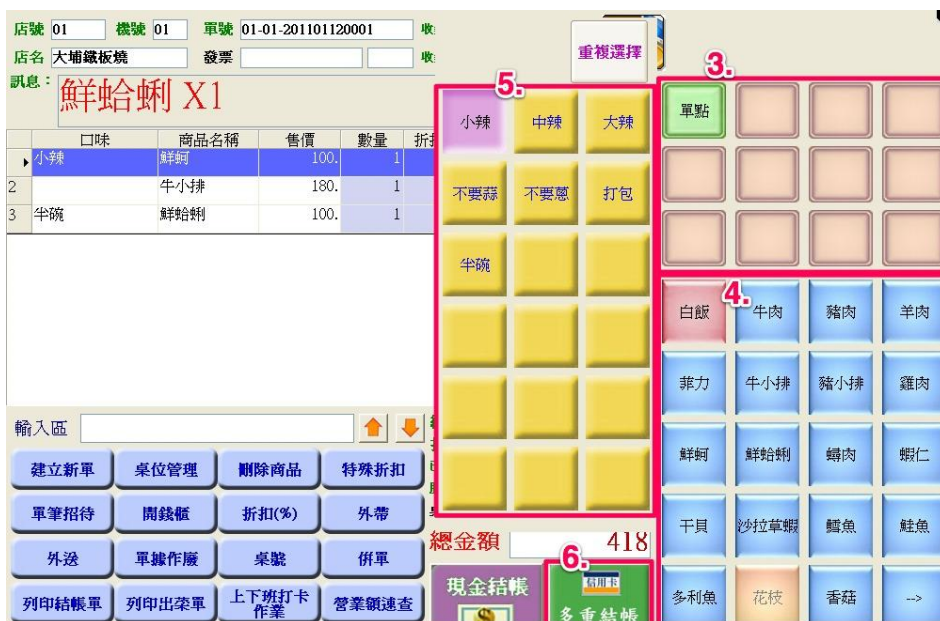 店號 01 機號 01 單號 01-01-201101120001 收
店名 大埔鐵板燒 發票 收
訊息：
鮮蛤蜊 X1
口味 商品名稱 售價 數量 折
小辣 鮮蚵 100. 1
2 牛小排 180. 1
3 半碗 鮮蛤蜊 100. 1
輸入區
建立新單 桌位管理 刪除商品 特殊折扣
單筆招待 開錢櫃 折扣(%) 外帶
外送 單據作廢 桌號 併單
列印結帳單 列印出菜單 上下班打卡作業 營業額速查
重複選擇
5.
小辣 中辣 大辣
不要蒜 不要蔥 打包
半碗
總金額 418
現金結帳
6.
信用卡
多重結帳
3.
單點
4.
白飯 牛肉 豬肉 羊肉
菲力 牛小排 豬小排 雞肉
鮮蚵 鮮蛤蜊 蟳肉 蝦仁
干貝 沙拉草蝦 鱈魚 鮭魚
多利魚 花枝 香菇 -->